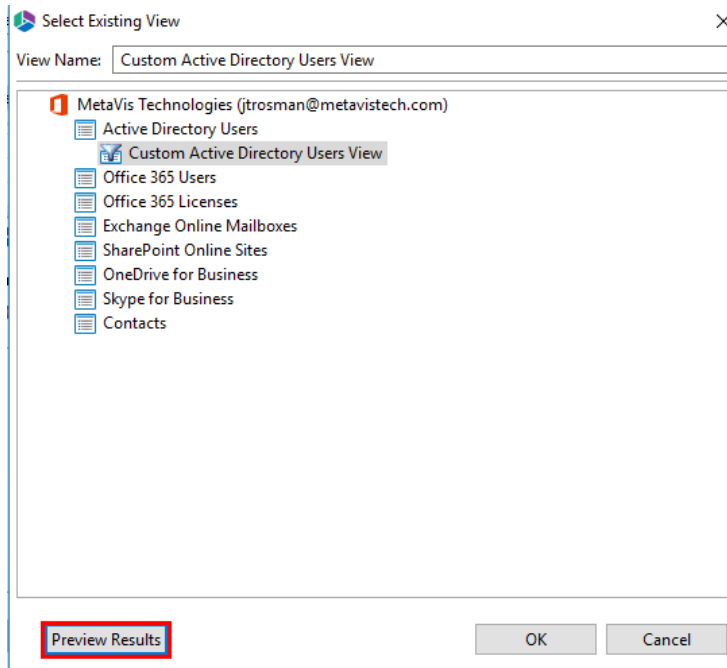 Select Existing View
View Name: Custom Active Directory Users View
MetaVis Technologies (jtrosman@metavistech.com)
Active Directory Users
Custom Active Directory Users View
Office 365 Users
Office 365 Licenses
Exchange Online Mailboxes
SharePoint Online Sites
OneDrive for Business
Skype for Business
Contacts
Preview Results OK Cancel